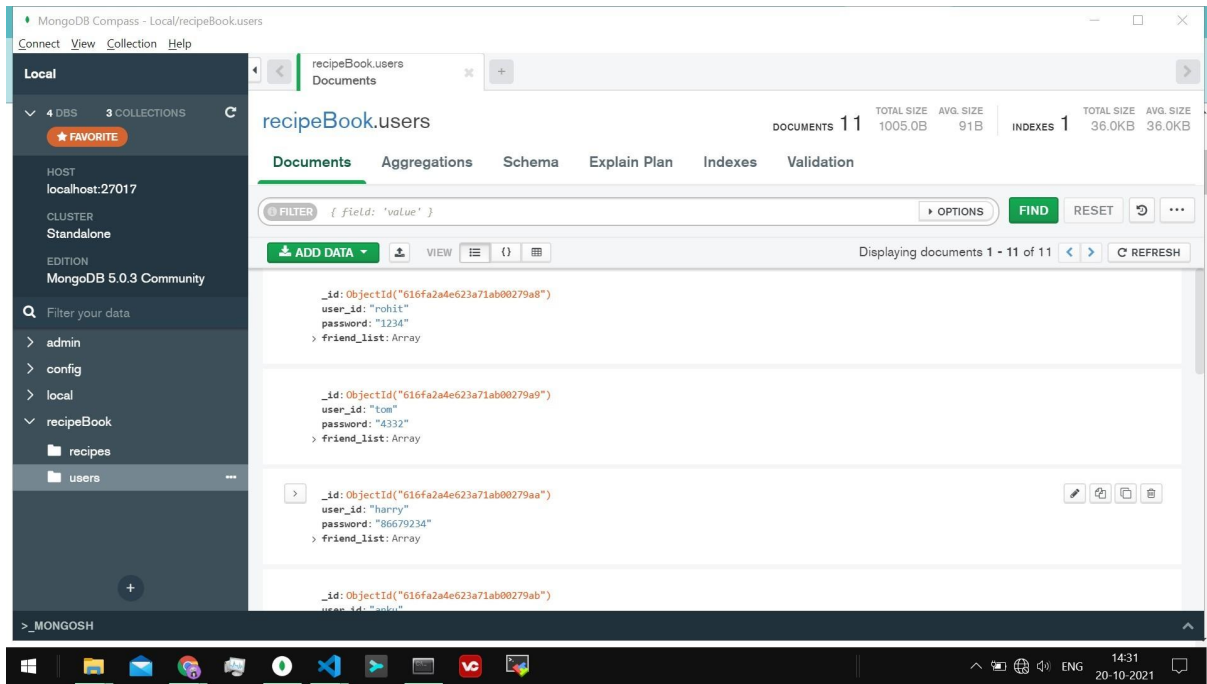 MongoDB Compass - Local/recipeBook.users
Connect View Collection Help
Local
4 DBS 3 COLLECTIONS
FAVORITE
HOST
localhost:27017
CLUSTER
Standalone
EDITION
MongoDB 5.0.3 Community
Filter your data
admin
config
local
recipeBook
recipes
users
recipeBook.users
Documents
recipeBook.users
DOCUMENTS 11 TOTAL SIZE 1005.0B AVG. SIZE 91B INDEXES 1 TOTAL SIZE 36.0KB AVG. SIZE 36.0KB
Documents Aggregations Schema Explain Plan Indexes Validation
FILTER { field: 'value' } OPTIONS FIND RESET
ADD DATA VIEW Displaying documents 1 - 11 of 11 REFRESH
_id: ObjectId("616fa2a4e623a71ab00279a8")
user_id: "rohit"
password: "1234"
friend_list: Array
_id: ObjectId("616fa2a4e623a71ab00279a9")
user_id: "tom"
password: "4332"
friend_list: Array
_id: ObjectId("616fa2a4e623a71ab00279aa")
user_id: "harry"
password: "86679234"
friend_list: Array
_id: ObjectId("616fa2a4e623a71ab00279ab")
user_id: "anku"
>_MONGOSH
ENG
14:31
20-10-2021